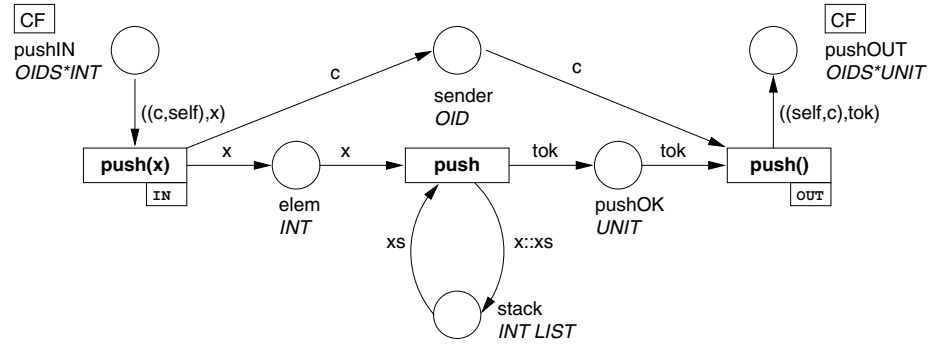 CF
pushIN
OIDS*INT
((c,self),x)
c
sender
OID
c
CF
pushOUT
OIDS*UNIT
((self,c),tok)
push(x)
IN
x
elem
INT
x
push
tok
pushOK
UNIT
tok
push()
OUT
xs
x::xs
stack
INT LIST